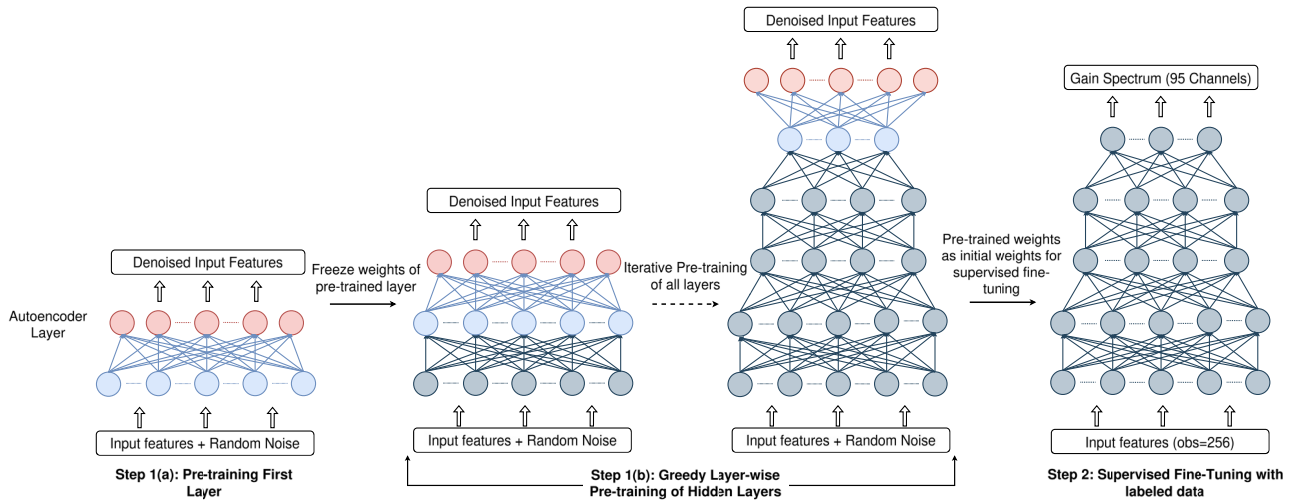 Denoised Input Features
Gain Spectrum (95 Channels)
Denoised Input Features
Denoised Input Features
Freeze weights of
pre-trained layer
Iterative Pre-training
of all layers
Pre-trained weights
as initial weights for
supervised fine-
tuning
Autoencoder
Layer
Input features + Random Noise
Input features + Random Noise
Input features + Random Noise
Input features (obs=256)
Step 1(a): Pre-training First
Layer
Step 1(b): Greedy Layer-wise
Pre-training of Hidden Layers
Step 2: Supervised Fine-Tuning with
labeled data